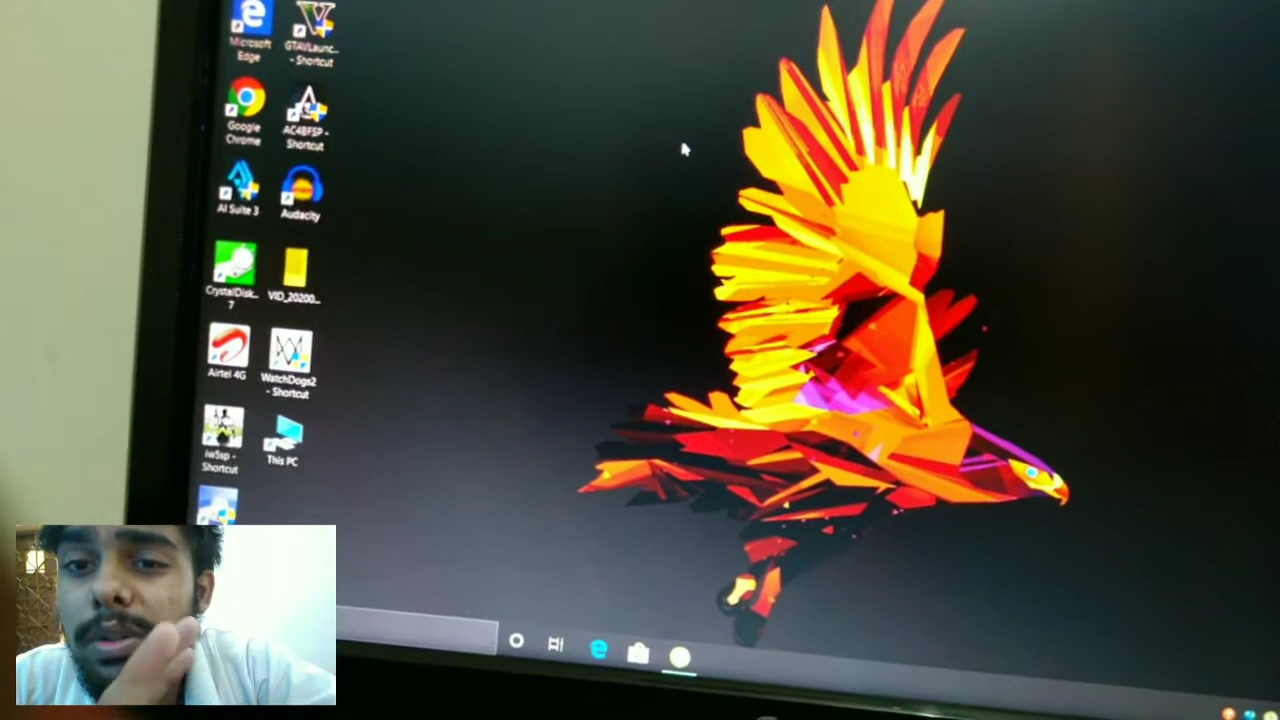 Microsoft
Edge
GTAVLaunc...
- Shortcut
Google
Chrome
AC4BFSP -
Shortcut
AI Suite 3
Audacity
CrystalDisk...
7
VID_20200...
Airtel 4G
WatchDogs2
- Shortcut
iw5sp -
Shortcut
This PC